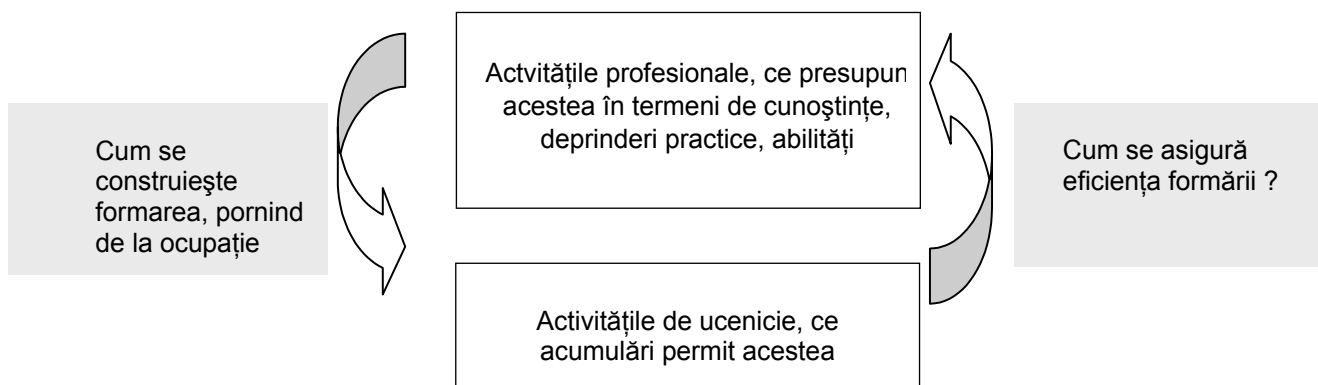 Actvitățile profesionale, ce presupun
acestea în termeni de cunoştințe,
deprinderi practice, abilități
Cum se
construieşte
formarea, pornind
de la ocupație
Cum se asigură
eficiența formării ?
Activitățile de ucenicie, ce
acumulări permit acestea